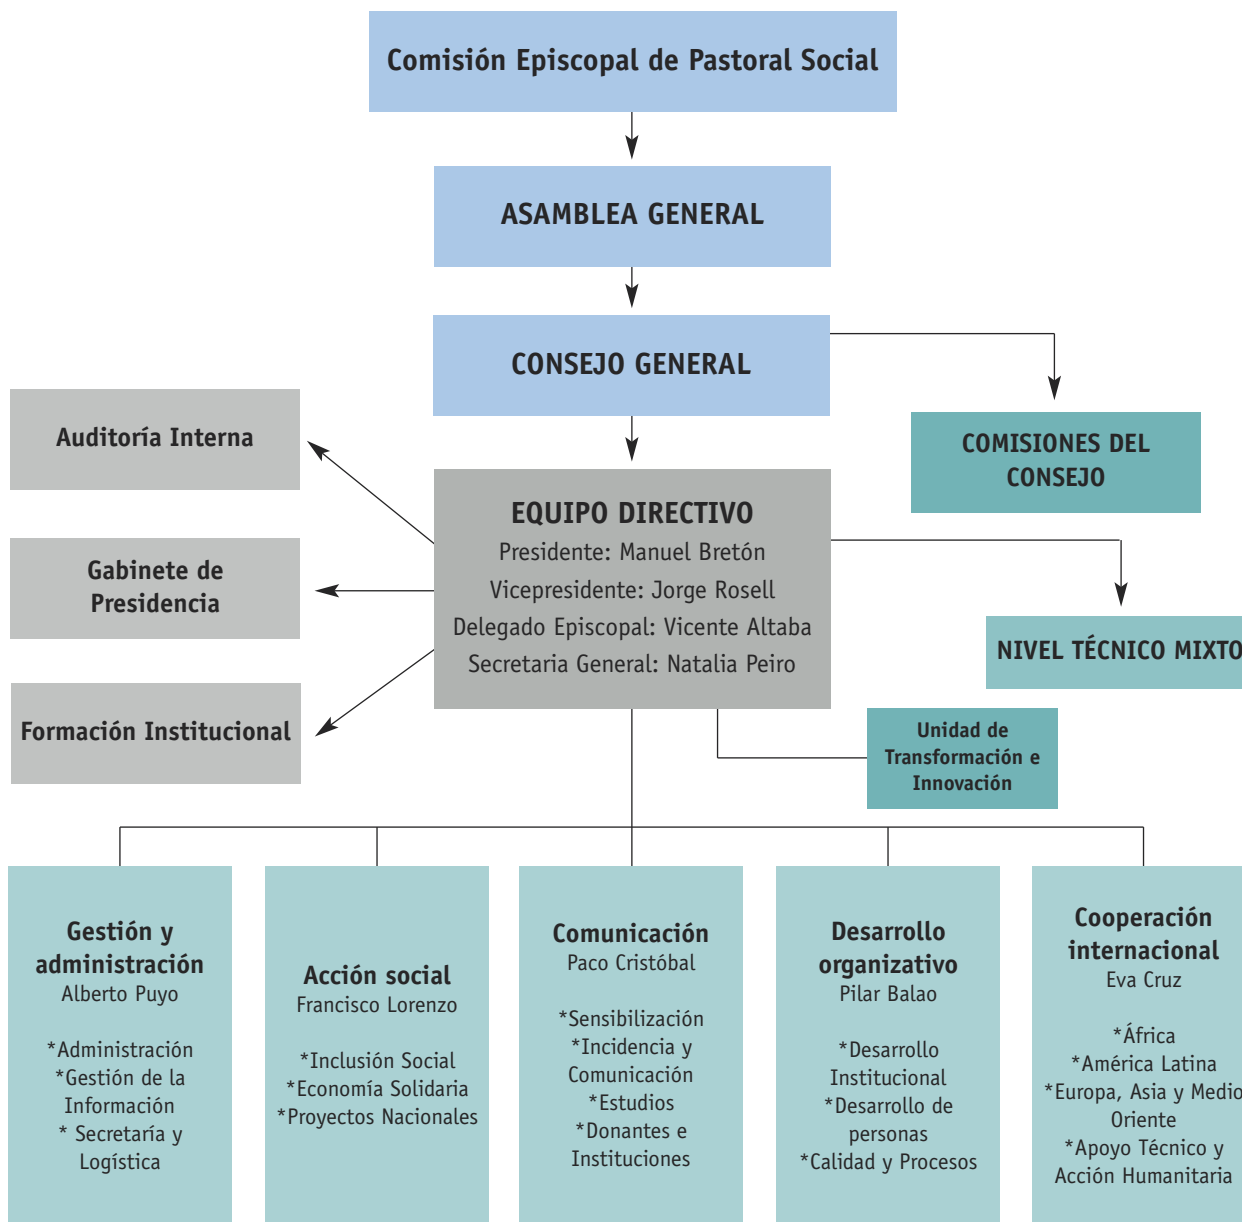 Comisión Episcopal de Pastoral Social
ASAMBLEA GENERAL
CONSEJO GENERAL
COMISIONES DEL
CONSEJO
Auditoría Interna
Gabinete de
Presidencia
Formación Institucional
EQUIPO DIRECTIVO
Presidente: Manuel Bretón
Vicepresidente: Jorge Rosell
Delegado Episcopal: Vicente Altaba
Secretaria General: Natalia Peiro
NIVEL TÉCNICO MIXTO
Unidad de
Transformación e
Innovación
Gestión y
administración
Alberto Puyo
*Administración
*Gestión de la
Información
* Secretaría y
Logística
Acción social
Francisco Lorenzo
*Inclusión Social
*Economía Solidaria
*Proyectos Nacionales
Comunicación
Paco Cristóbal
*Sensibilización
*Incidencia y
Comunicación
*Estudios
*Donantes e
Instituciones
Desarrollo
organizativo
Pilar Balao
*Desarrollo
Institucional
*Desarrollo de
personas
*Calidad y Procesos
Cooperación
internacional
Eva Cruz
*África
*América Latina
*Europa, Asia y Medio
Oriente
*Apoyo Técnico y
Acción Humanitaria